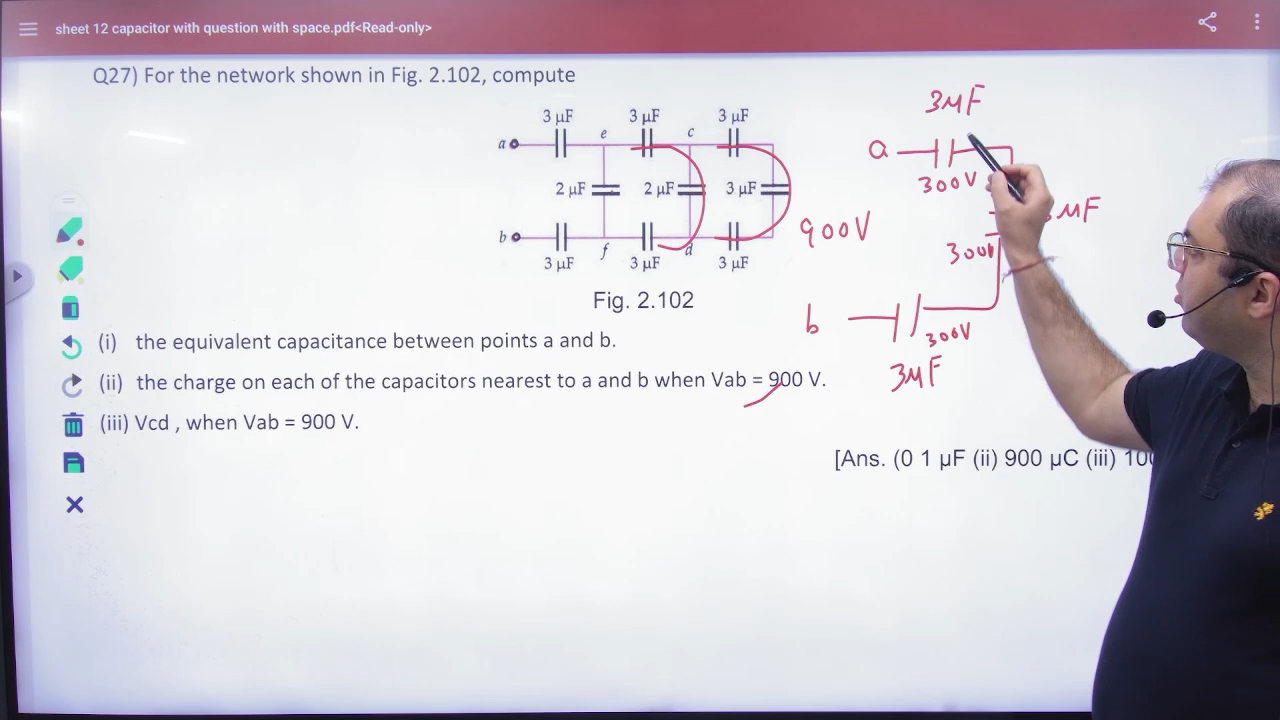 sheet 12 capacitor with question with space.pdf<Read-only>
Q27) For the network shown in Fig. 2.102, compute
3 µF 3 µF 3 µF
a e c
2 µF 2 µF 3 µF
b f d
3 µF 3 µF 3 µF
Fig. 2.102
3µF
a
300V
µF
900V
300V
b
300V
3µF
(i) the equivalent capacitance between points a and b.
(ii) the charge on each of the capacitors nearest to a and b when Vab = 900 V.
(iii) Vcd , when Vab = 900 V.
[Ans. (0 1 µF (ii) 900 µC (iii)